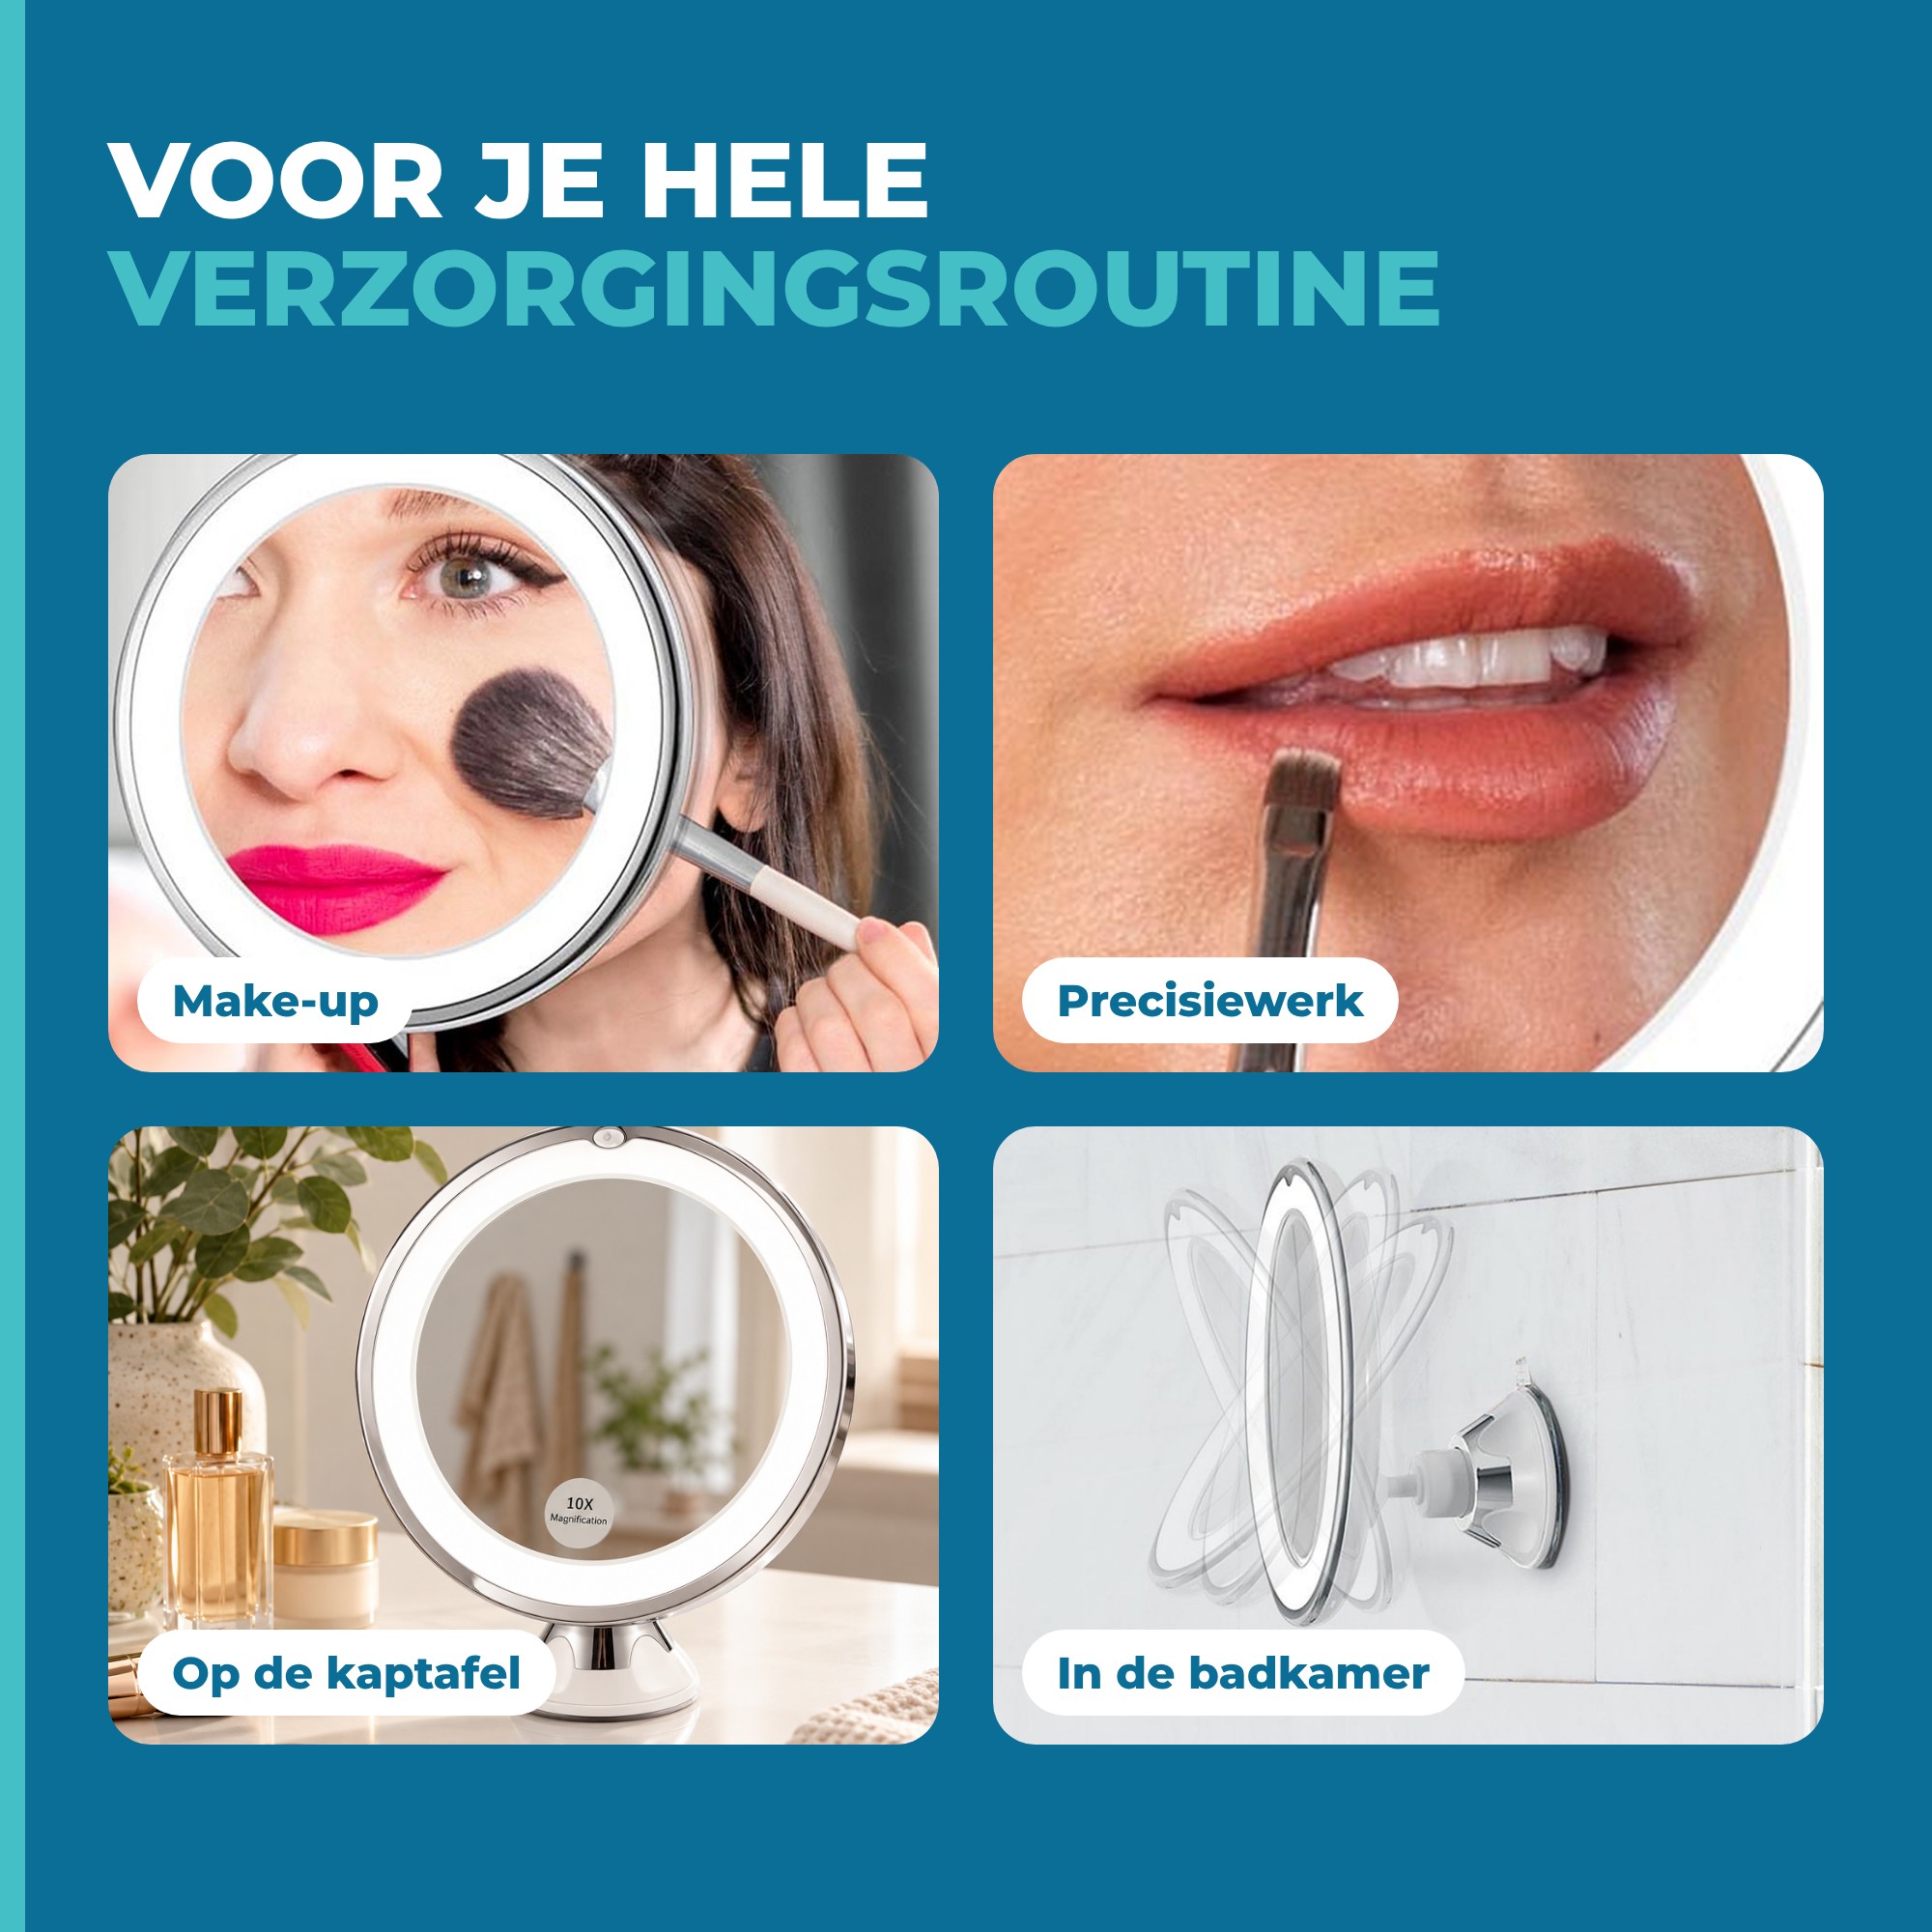 VOOR JE HELE
VERZORGINGSROUTINE
Make-up
Precisiewerk
10X
Magnification
Op de kaptafel
In de badkamer